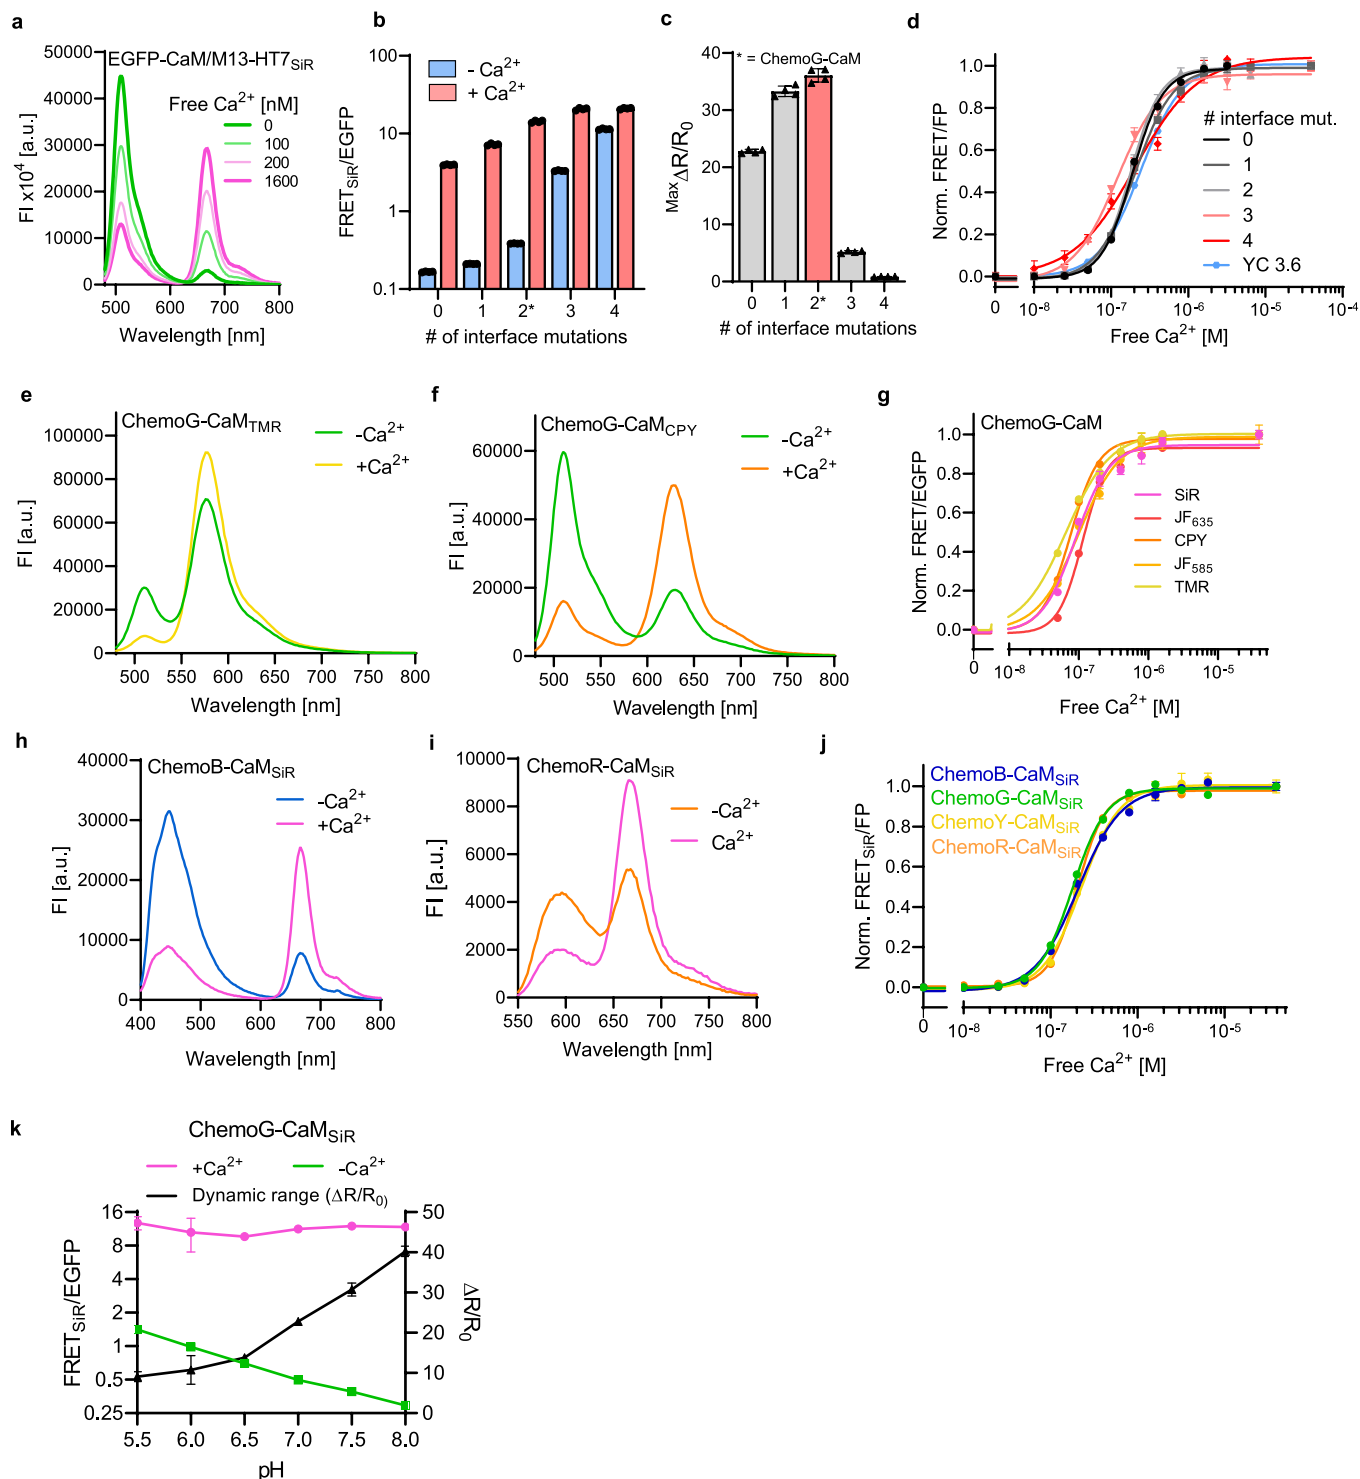 a
EGFP-CaM/M13-HT7SiR
Free Ca²⁺ [nM]
0
100
200
1600
FI x10⁴ [a.u.]
50000
40000
30000
20000
10000
0
500 600 700 800
Wavelength [nm]
b
- Ca²⁺
+ Ca²⁺
FRETSiR/EGFP
100
10
1
0.1
0 1 2* 3 4
# of interface mutations
c
* = ChemoG-CaM
MaxΔR/R₀
40
30
20
10
0
0 1 2* 3 4
# of interface mutations
d
Norm. FRET/FP
1.0
0.8
0.6
0.4
0.2
0.0
# interface mut.
0
1
2
3
4
YC 3.6
0 10⁻⁸ 10⁻⁷ 10⁻⁶ 10⁻⁵ 10⁻⁴
Free Ca²⁺ [M]
e
ChemoG-CaMTMR
-Ca²⁺
+Ca²⁺
FI [a.u.]
100000
80000
60000
40000
20000
0
500 550 600 650 700 750 800
Wavelength [nm]
f
ChemoG-CaMCPY
-Ca²⁺
+Ca²⁺
FI [a.u.]
60000
40000
20000
0
500 550 600 650 700 750 800
Wavelength [nm]
g
ChemoG-CaM
Norm. FRET/EGFP
1.0
0.8
0.6
0.4
0.2
0.0
SiR
JF₆₃₅
CPY
JF₅₈₅
TMR
0 10⁻⁸ 10⁻⁷ 10⁻⁶ 10⁻⁵
Free Ca²⁺ [M]
h
ChemoB-CaMSiR
-Ca²⁺
+Ca²⁺
FI [a.u.]
40000
30000
20000
10000
0
400 500 600 700 800
Wavelength [nm]
i
ChemoR-CaMSiR
-Ca²⁺
Ca²⁺
FI [a.u.]
10000
8000
6000
4000
2000
0
550 600 650 700 750 800
Wavelength [nm]
j
ChemoB-CaMSiR
ChemoG-CaMSiR
ChemoY-CaMSiR
ChemoR-CaMSiR
Norm. FRETSiR/FP
1.0
0.8
0.6
0.4
0.2
0.0
0 10⁻⁸ 10⁻⁷ 10⁻⁶ 10⁻⁵
Free Ca²⁺ [M]
k
ChemoG-CaMSiR
+Ca²⁺
-Ca²⁺
Dynamic range (ΔR/R₀)
FRETSiR/EGFP
16
8
4
2
1
0.5
0.25
50
40
30
20
10
0
ΔR/R₀
5.5 6.0 6.5 7.0 7.5 8.0
pH